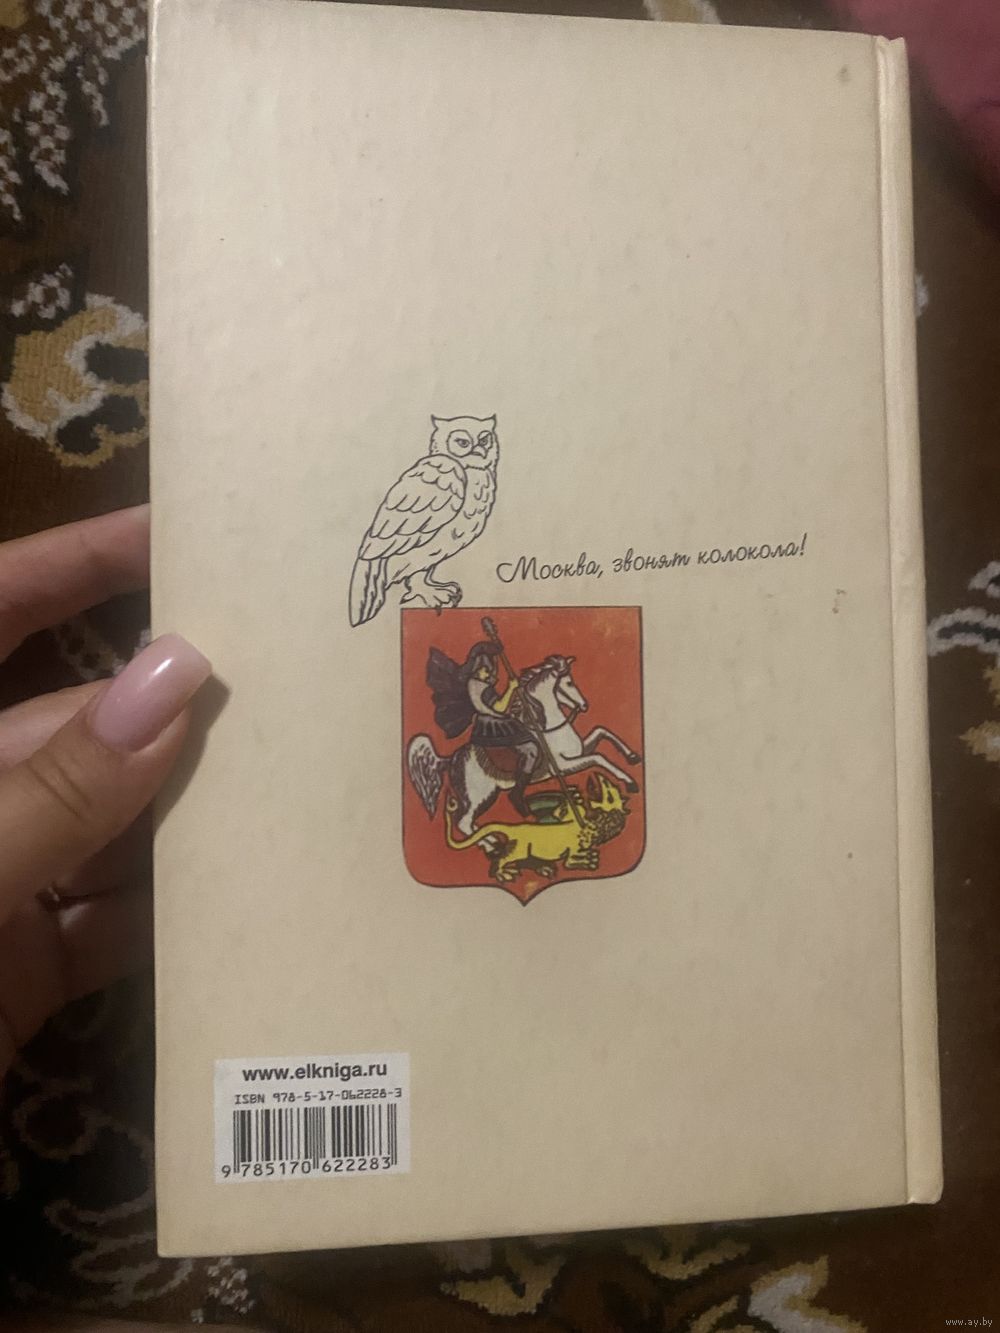 Москва, звонят колокола!
www.elkniga.ru
ISBN 978-5-17-062228-3
9 785170 622283
www.ay.by